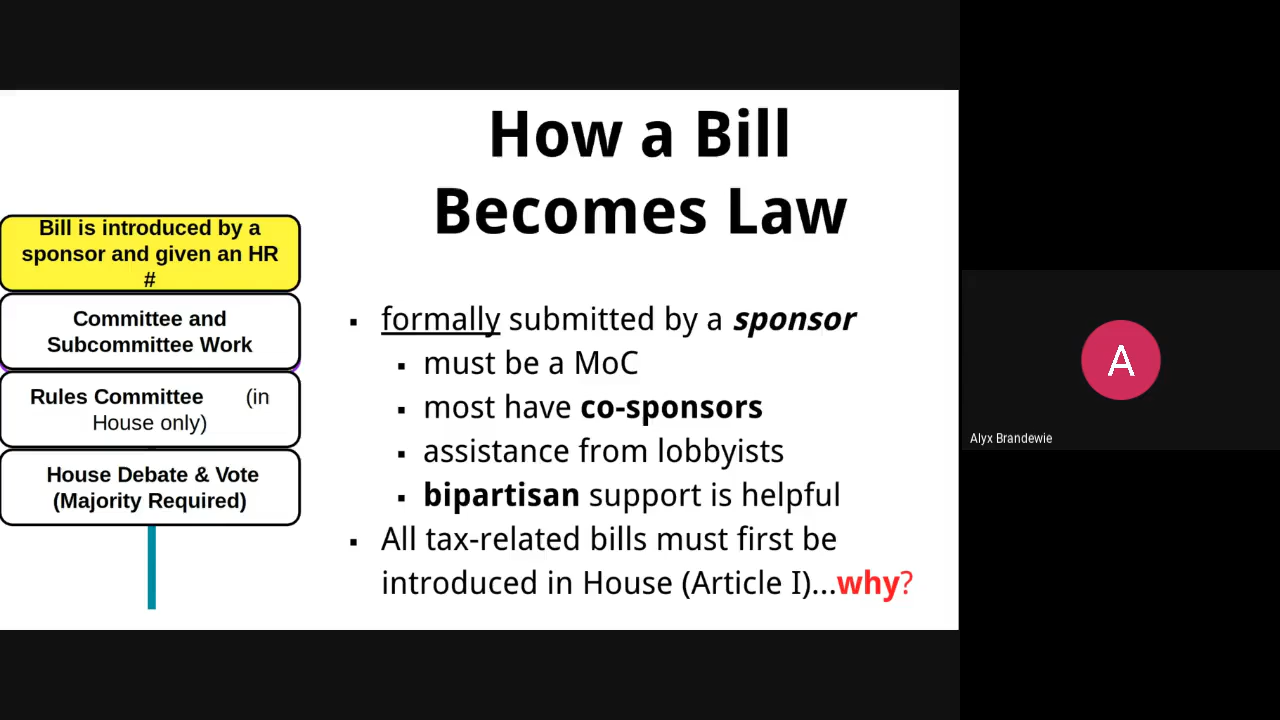 How a Bill
Becomes Law
Bill is introduced by a
sponsor and given an HR
#
Committee and
Subcommittee Work
Rules Committee (in
House only)
House Debate & Vote
(Majority Required)
▪ formally submitted by a sponsor
▪ must be a MoC
▪ most have co-sponsors
▪ assistance from lobbyists
▪ bipartisan support is helpful
▪ All tax-related bills must first be
introduced in House (Article I)...why?
A
Alyx Brandewie